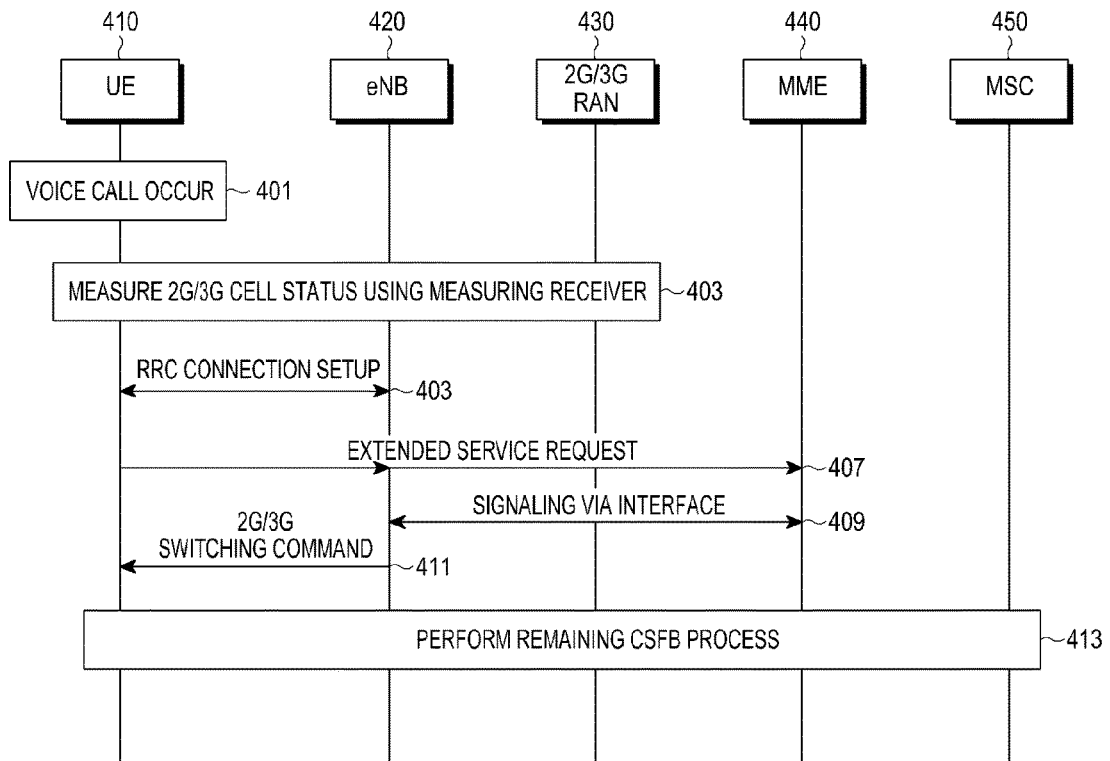 410 420 430 440 450
UE eNB 2G/3G RAN MME MSC
VOICE CALL OCCUR 401
MEASURE 2G/3G CELL STATUS USING MEASURING RECEIVER 403
RRC CONNECTION SETUP 403
EXTENDED SERVICE REQUEST 407
SIGNALING VIA INTERFACE 409
2G/3G
SWITCHING COMMAND 411
PERFORM REMAINING CSFB PROCESS 413